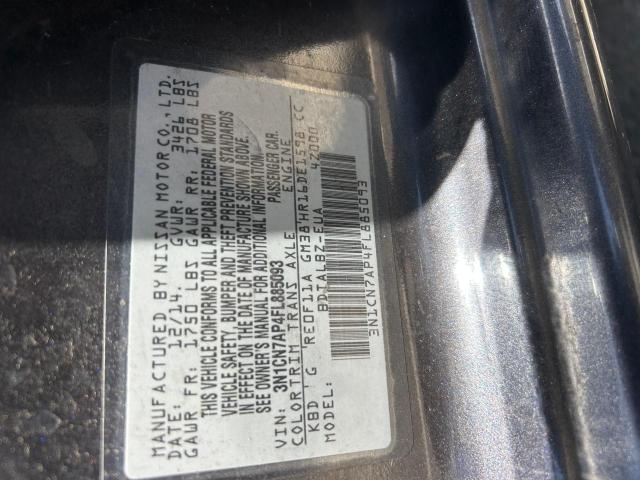 MANUFACTURED BY NISSAN MOTOR CO., LTD.
DATE: 12/14. GVWR: 3426 LBS
GAWR FR: 1750 LBS GAWR RR: 1708 LBS
THIS VEHICLE CONFORMS TO ALL APPLICABLE FEDERAL MOTOR
VEHICLE SAFETY, BUMPER AND THEFT PREVENTION STANDARDS
IN EFFECT ON THE DATE OF MANUFACTURE SHOWN ABOVE.
SEE OWNER'S MANUAL FOR ADDITIONAL INFORMATION.
VIN: 3N1CN7AP4FL885093 PASSENGER CAR.
COLOR TRIM TRANS AXLE ENGINE
KBD G RE0F11A GM38 HR16DE 1598 CC
MODEL: BDTALBZ-EUA 4Z000
3N1CN7AP4FL885093